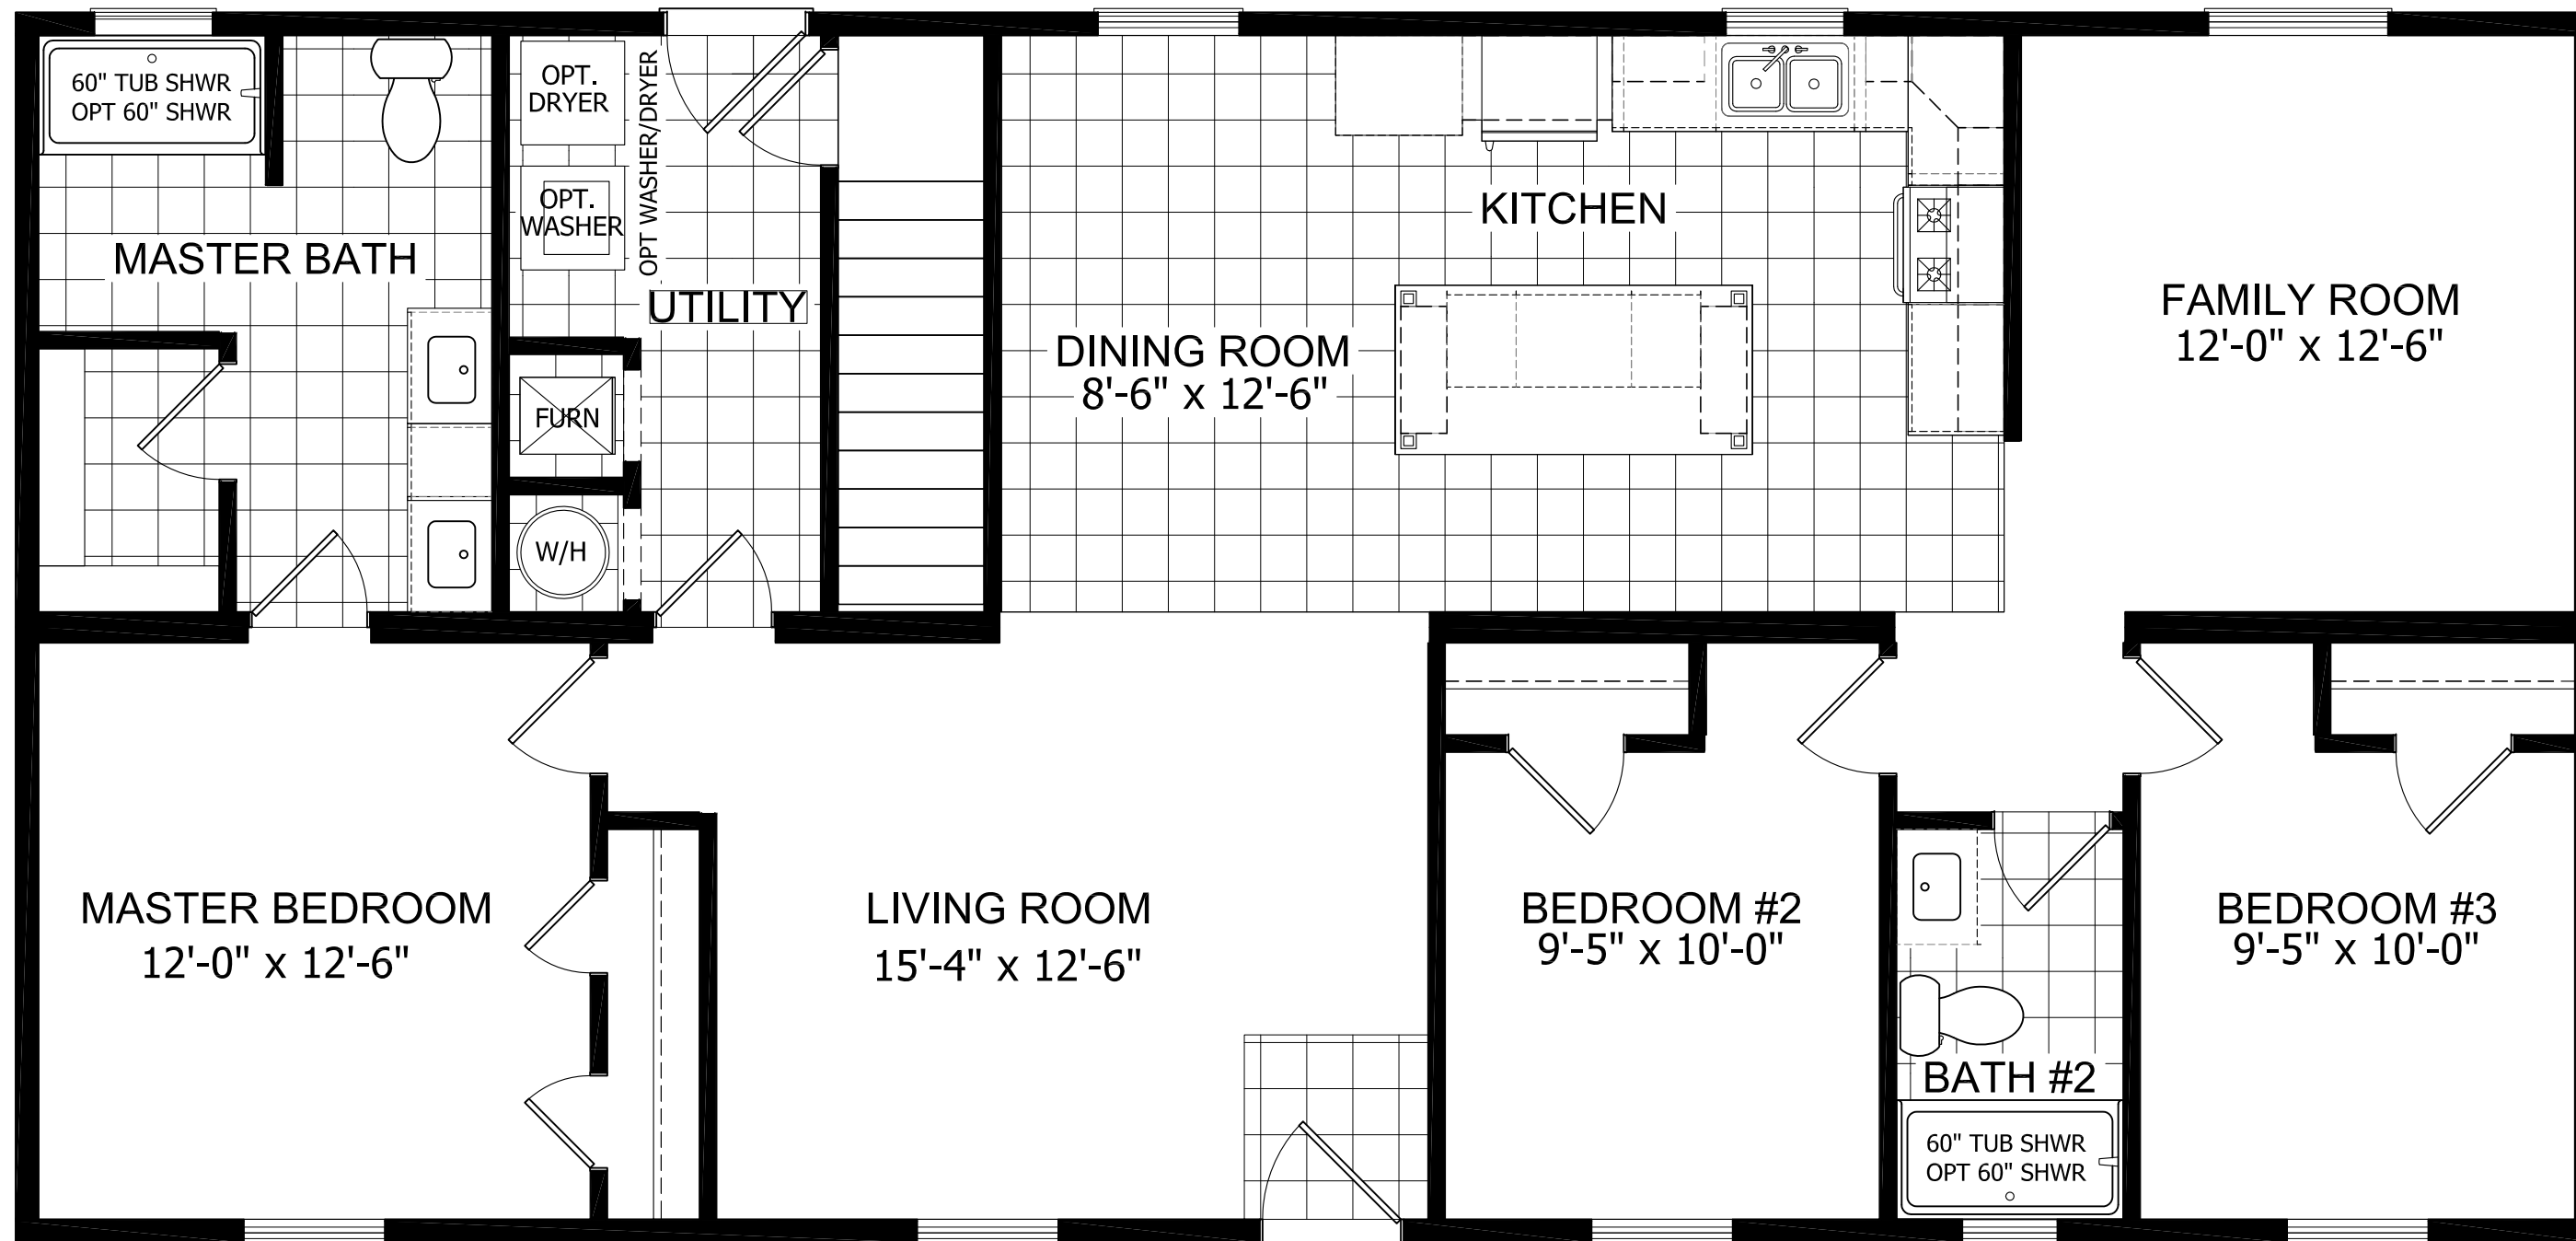 60" TUB SHWR
OPT 60" SHWR
MASTER BATH
OPT.
DRYER
OPT.
WASHER
OPT WASHER/DRYER
UTILITY
FURN
W/H
KITCHEN
DINING ROOM
8'-6" x 12'-6"
FAMILY ROOM
12'-0" x 12'-6"
MASTER BEDROOM
12'-0" x 12'-6"
LIVING ROOM
15'-4" x 12'-6"
BEDROOM #2
9'-5" x 10'-0"
BATH #2
60" TUB SHWR
OPT 60" SHWR
BEDROOM #3
9'-5" x 10'-0"